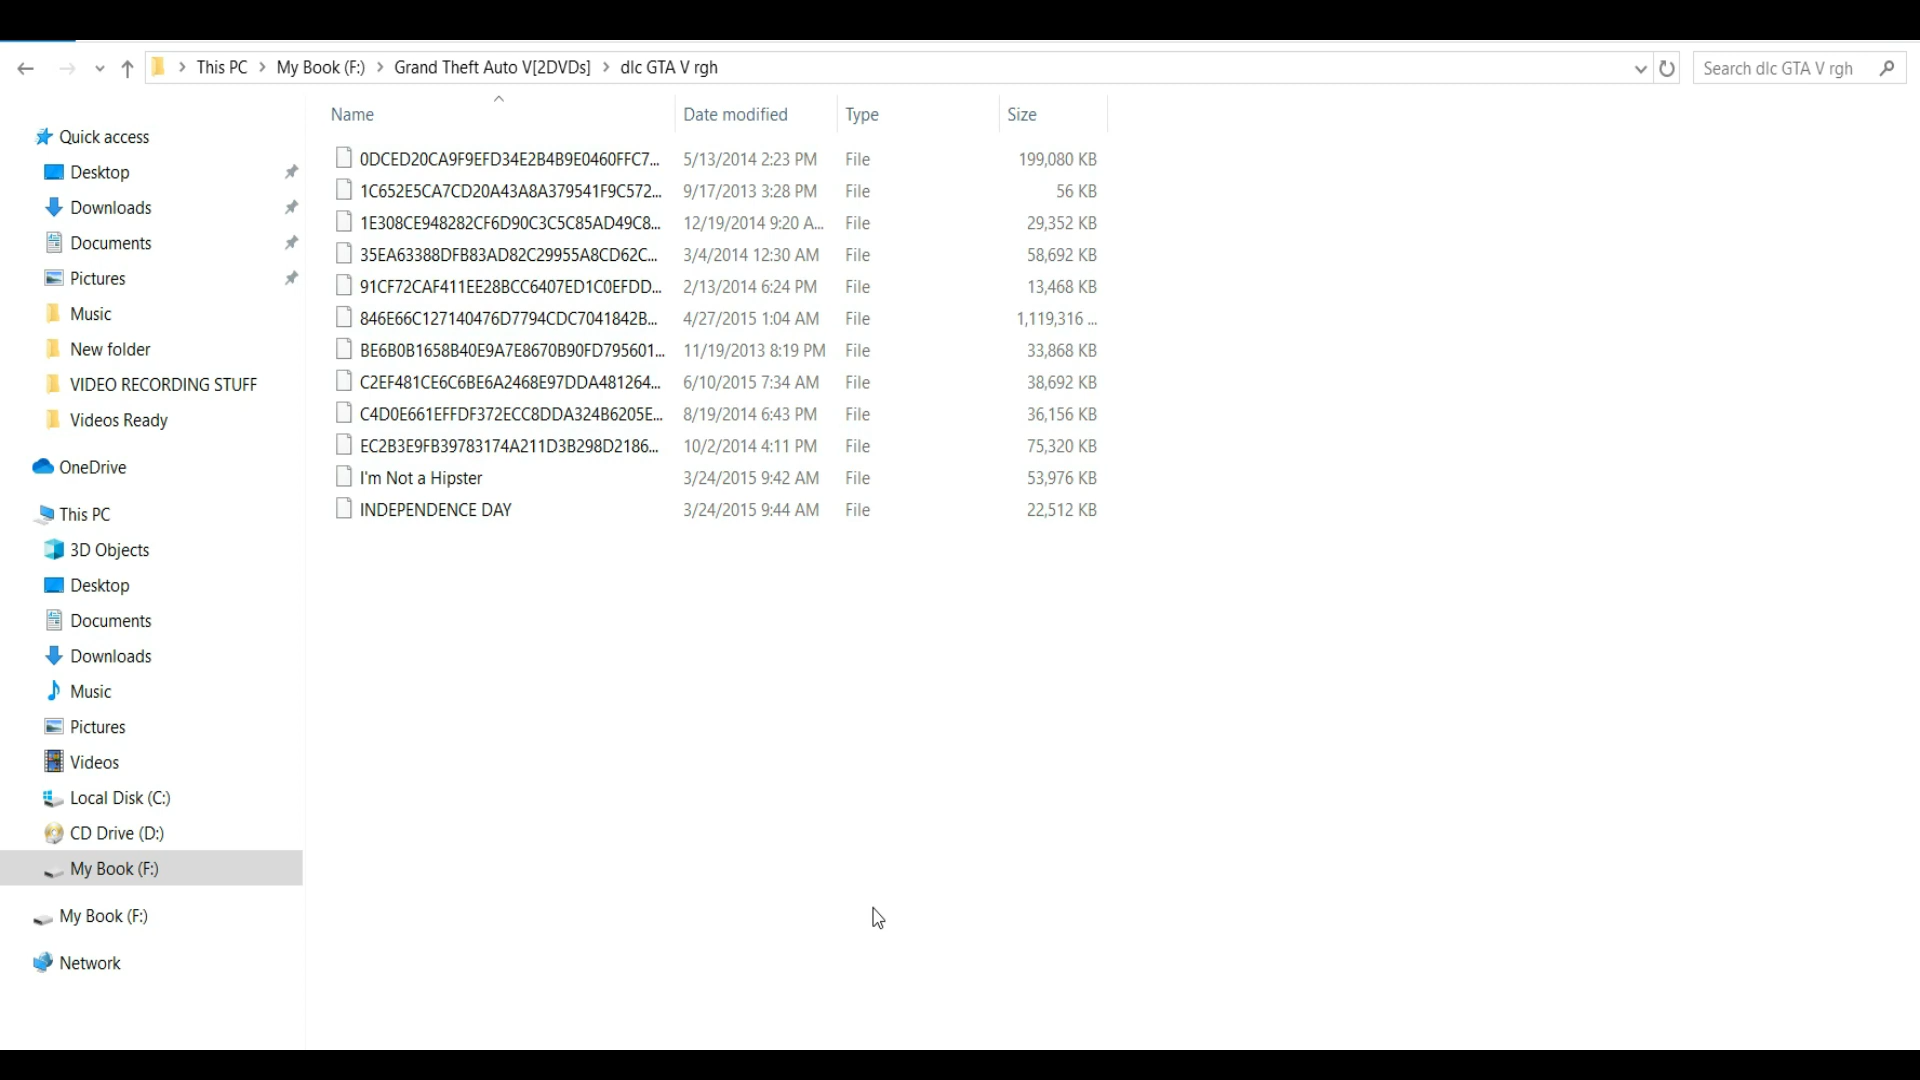 This PC > My Book (F:) > Grand Theft Auto V[2DVDs] > dlc GTA V rgh
Search dlc GTA V rgh
Name Date modified Type Size
0DCED20CA9F9EFD34E2B4B9E0460FFC7... 5/13/2014 2:23 PM File 199,080 KB
1C652E5CA7CD20A43A8A379541F9C572... 9/17/2013 3:28 PM File 56 KB
1E308CE948282CF6D90C3C5C85AD49C8... 12/19/2014 9:20 A... File 29,352 KB
35EA63388DFB83AD82C29955A8CD62C... 3/4/2014 12:30 AM File 58,692 KB
91CF72CAF411EE28BCC6407ED1C0EFDD... 2/13/2014 6:24 PM File 13,468 KB
846E66C127140476D7794CDC7041842B... 4/27/2015 1:04 AM File 1,119,316 ...
BE6B0B1658B40E9A7E8670B90FD795601... 11/19/2013 8:19 PM File 33,868 KB
C2EF481CE6C6BE6A2468E97DDA481264... 6/10/2015 7:34 AM File 38,692 KB
C4D0E661EFFDF372ECC8DDA324B6205E... 8/19/2014 6:43 PM File 36,156 KB
EC2B3E9FB39783174A211D3B298D2186... 10/2/2014 4:11 PM File 75,320 KB
I'm Not a Hipster 3/24/2015 9:42 AM File 53,976 KB
INDEPENDENCE DAY 3/24/2015 9:44 AM File 22,512 KB
Quick access
Desktop
Downloads
Documents
Pictures
Music
New folder
VIDEO RECORDING STUFF
Videos Ready
OneDrive
This PC
3D Objects
Desktop
Documents
Downloads
Music
Pictures
Videos
Local Disk (C:)
CD Drive (D:)
My Book (F:)
My Book (F:)
Network